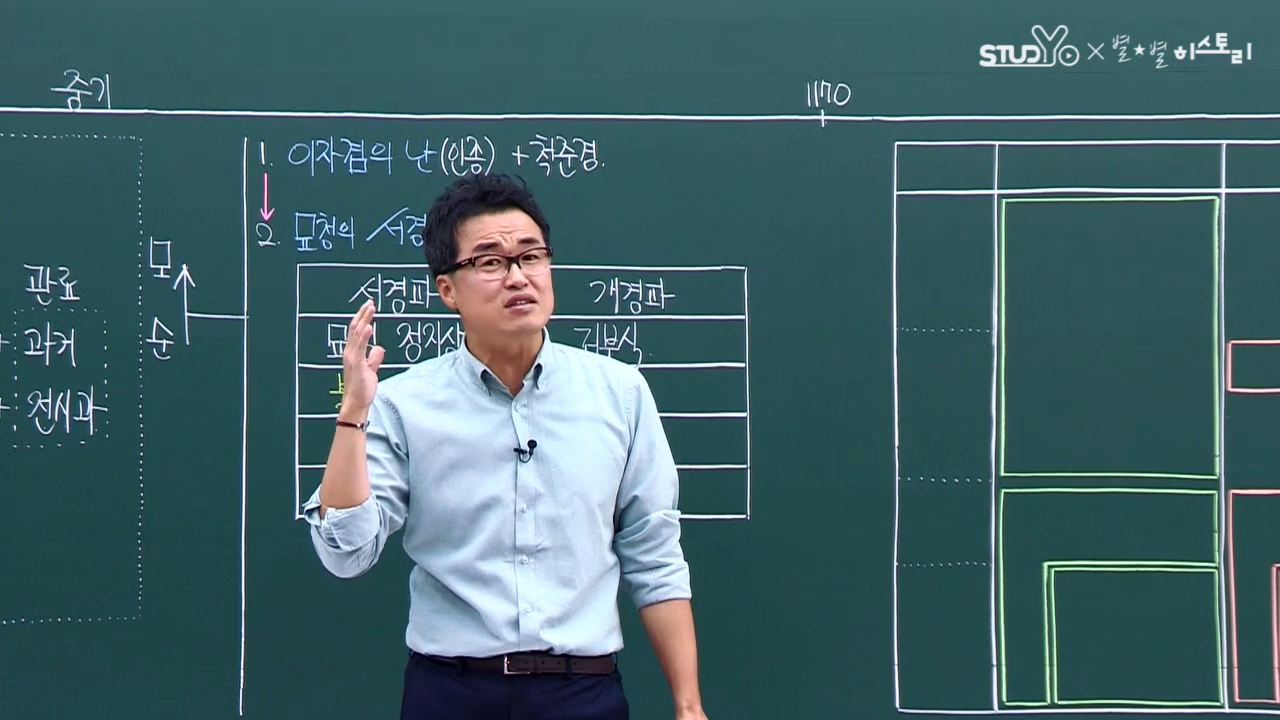 STUDYo × 별★별 히스토리
중기
1170
1. 이자겸의 난 (인종) + 척준경.
2. 묘청의 서경
서경파 개경파
정지상 김부식.
모
순
관료
과거
전시과